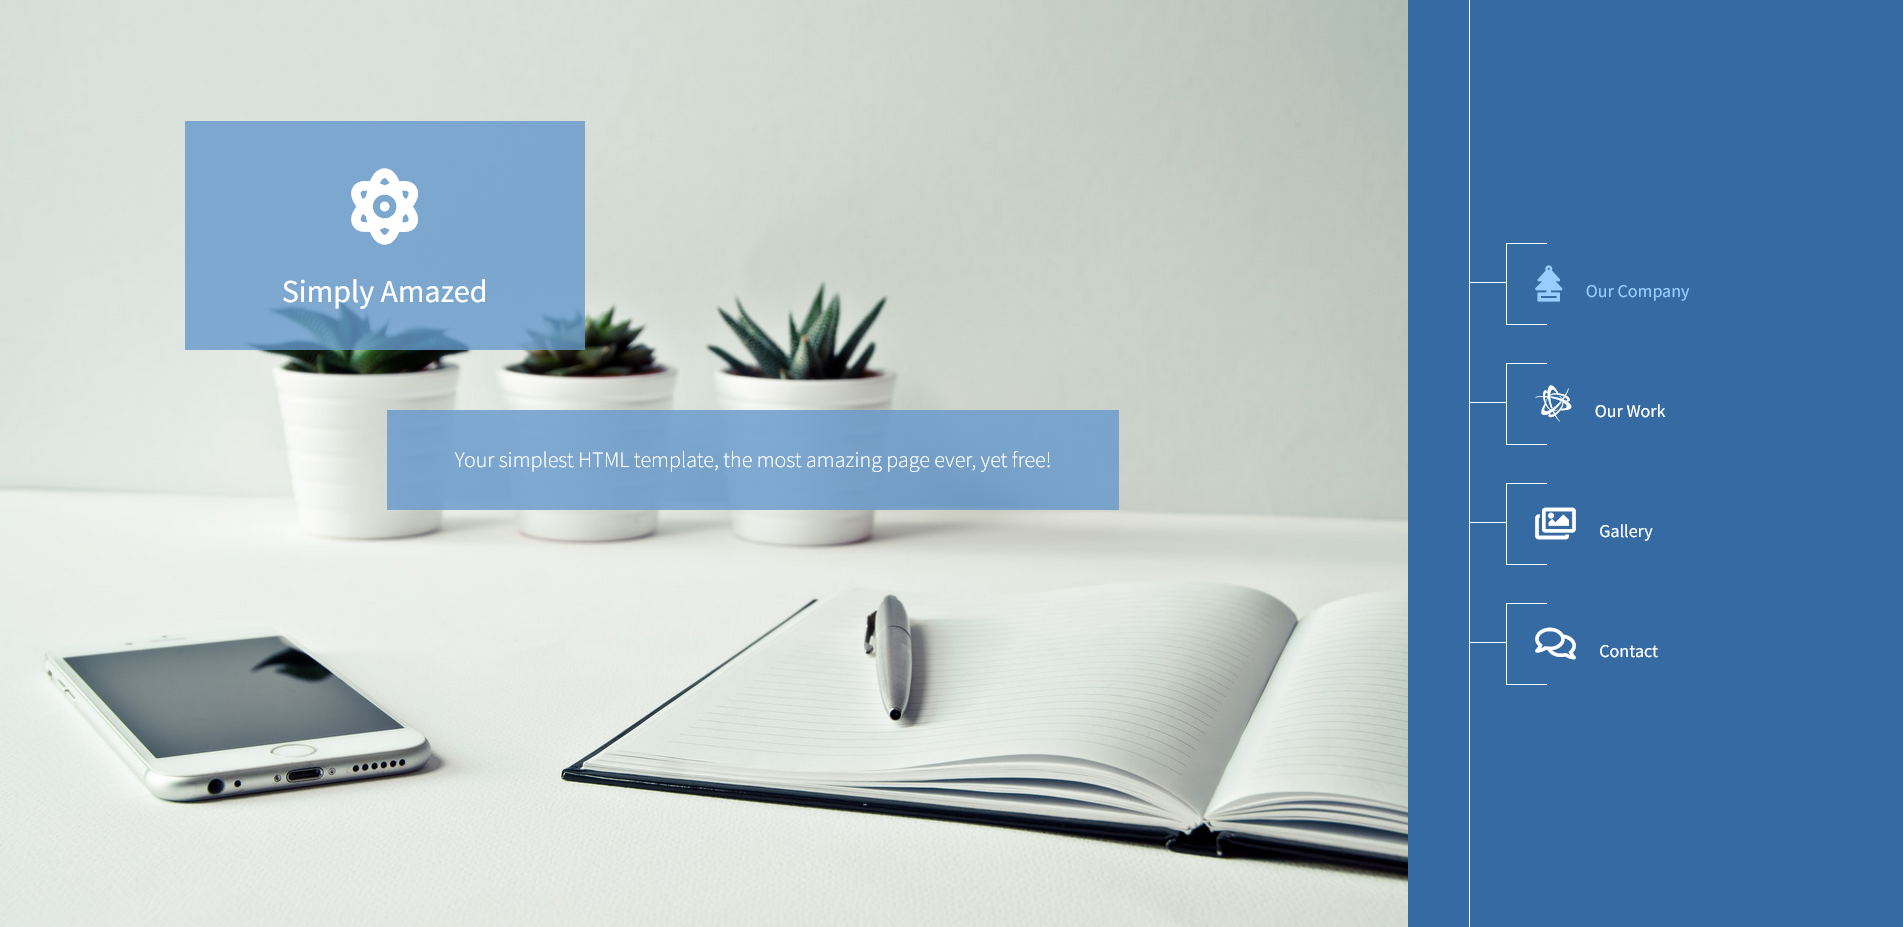 Simply Amazed
Your simplest HTML template, the most amazing page ever, yet free!
Our Company
Our Work
Gallery
Contact